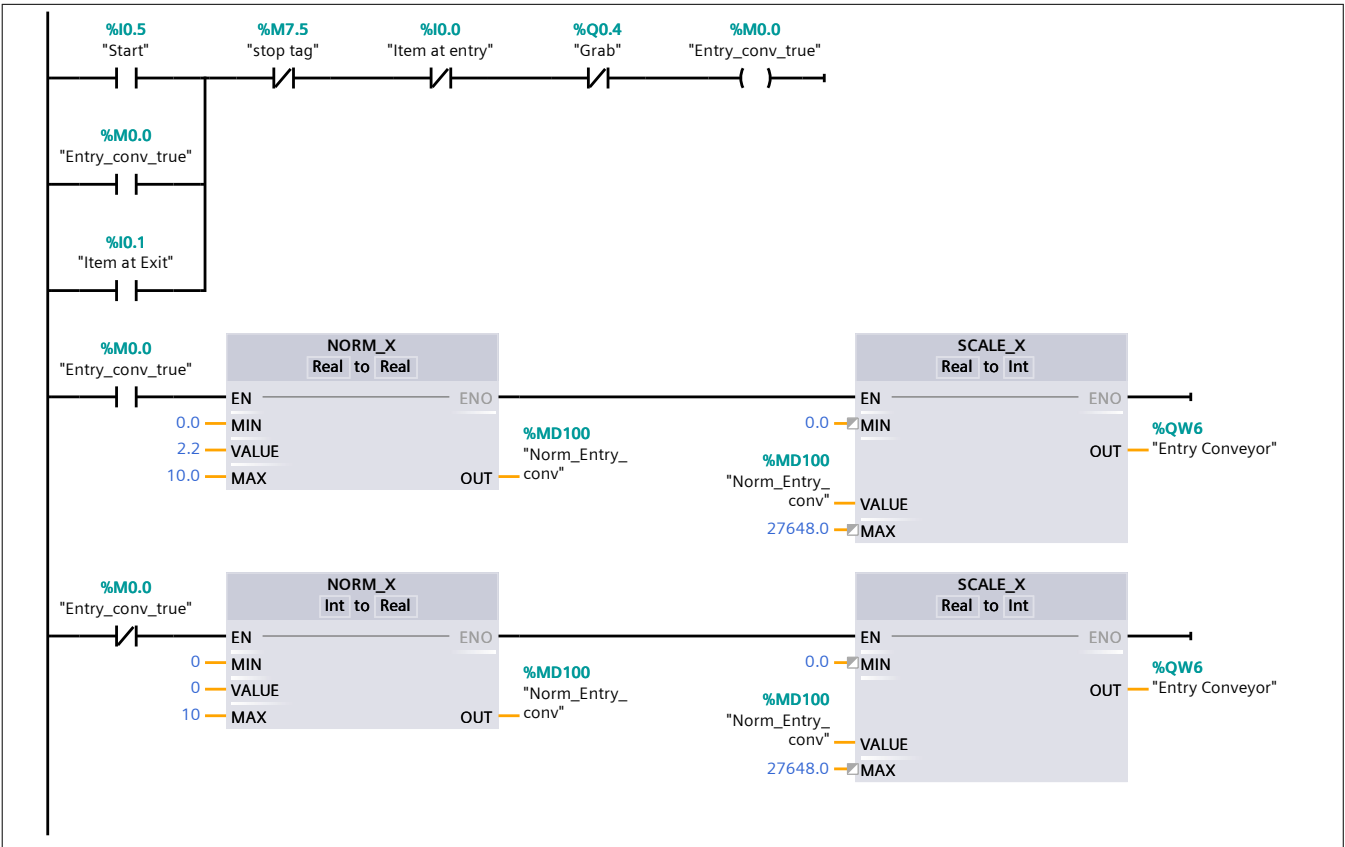 %I0.5 %M7.5 %I0.0 %Q0.4 %M0.0
"Start" "stop tag" "Item at entry" "Grab" "Entry_conv_true"
%M0.0
"Entry_conv_true"
%I0.1
"Item at Exit"
%M0.0
"Entry_conv_true"
NORM_X
Real to Real
EN ENO
0.0 MIN
2.2 VALUE
10.0 MAX
OUT
%MD100
"Norm_Entry_
conv"
SCALE_X
Real to Int
EN ENO
0.0 MIN
%MD100
"Norm_Entry_
conv" VALUE
27648.0 MAX
OUT
%QW6
"Entry Conveyor"
%M0.0
"Entry_conv_true"
NORM_X
Int to Real
EN ENO
0 MIN
0 VALUE
10 MAX
OUT
%MD100
"Norm_Entry_
conv"
SCALE_X
Real to Int
EN ENO
0.0 MIN
%MD100
"Norm_Entry_
conv" VALUE
27648.0 MAX
OUT
%QW6
"Entry Conveyor"